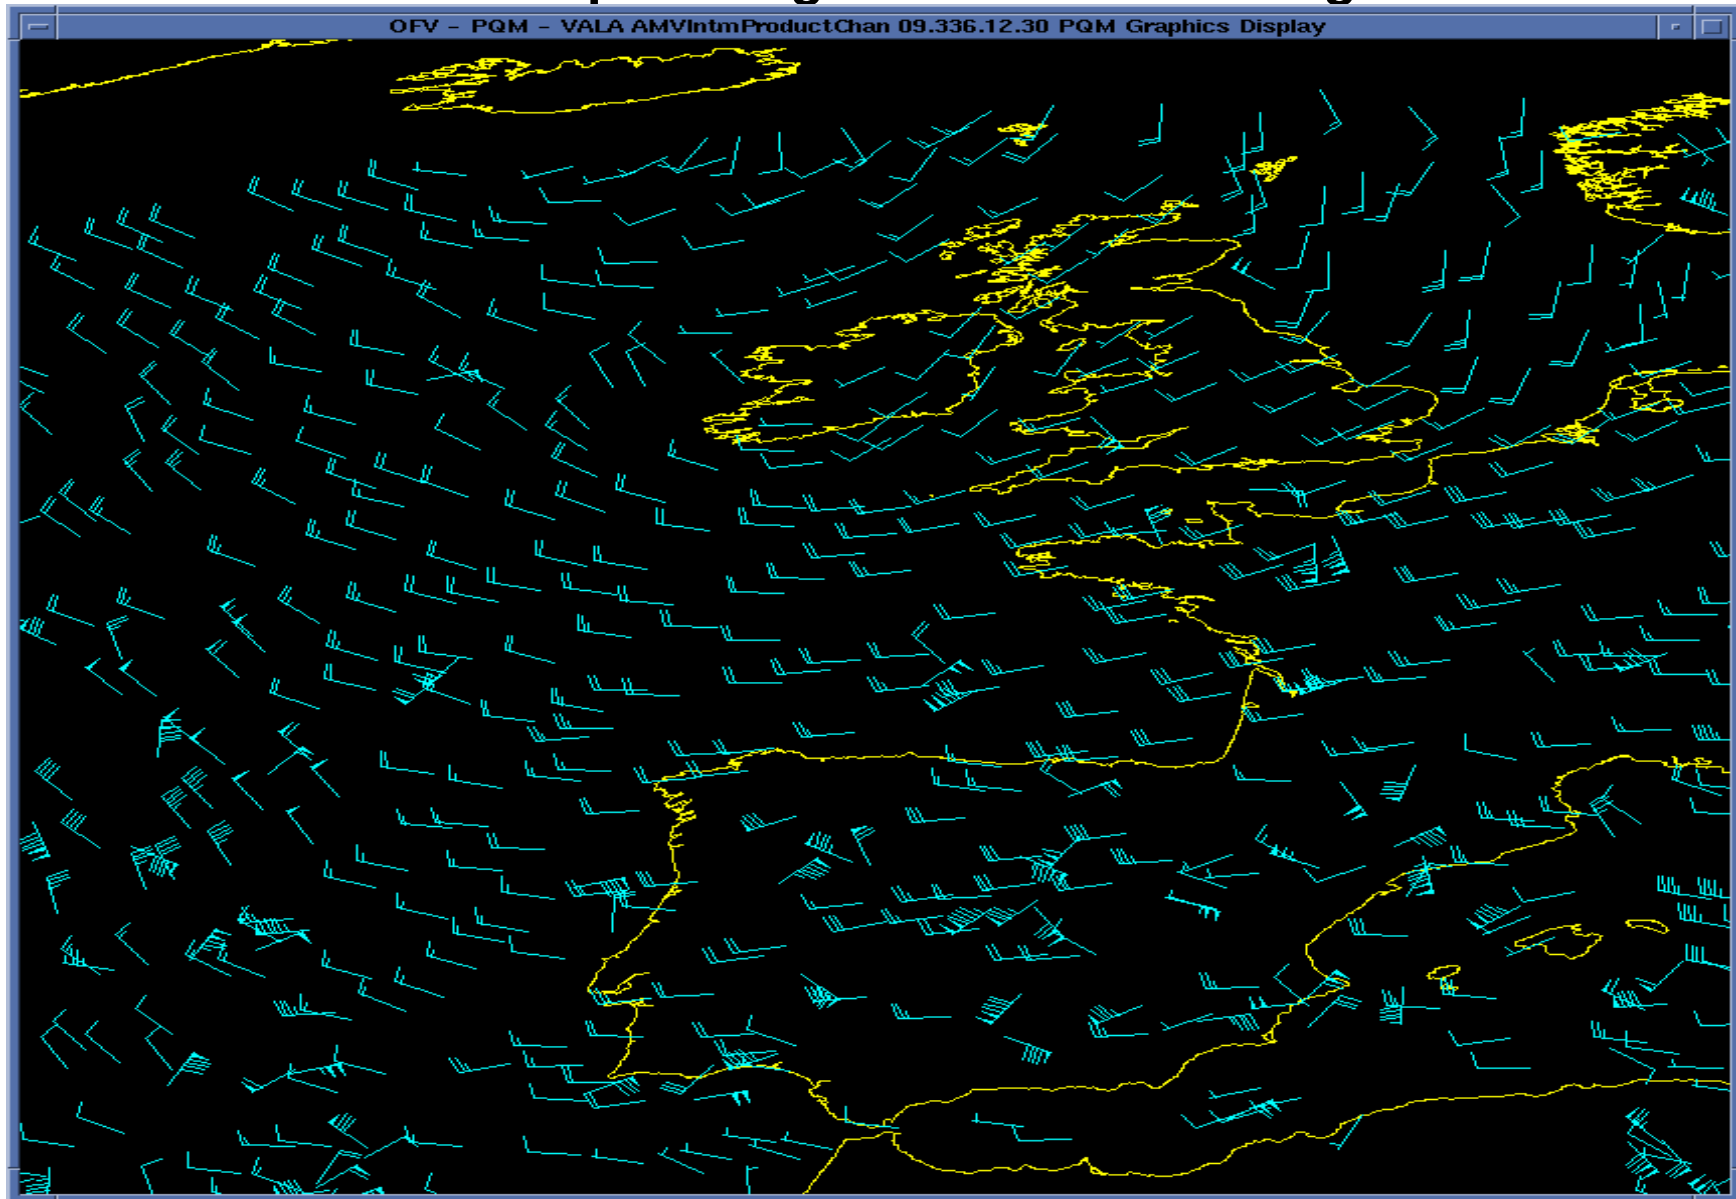 OFV - PQM - VALA AMVIntmProductChan 09.336.12.30 PQM Graphics Display